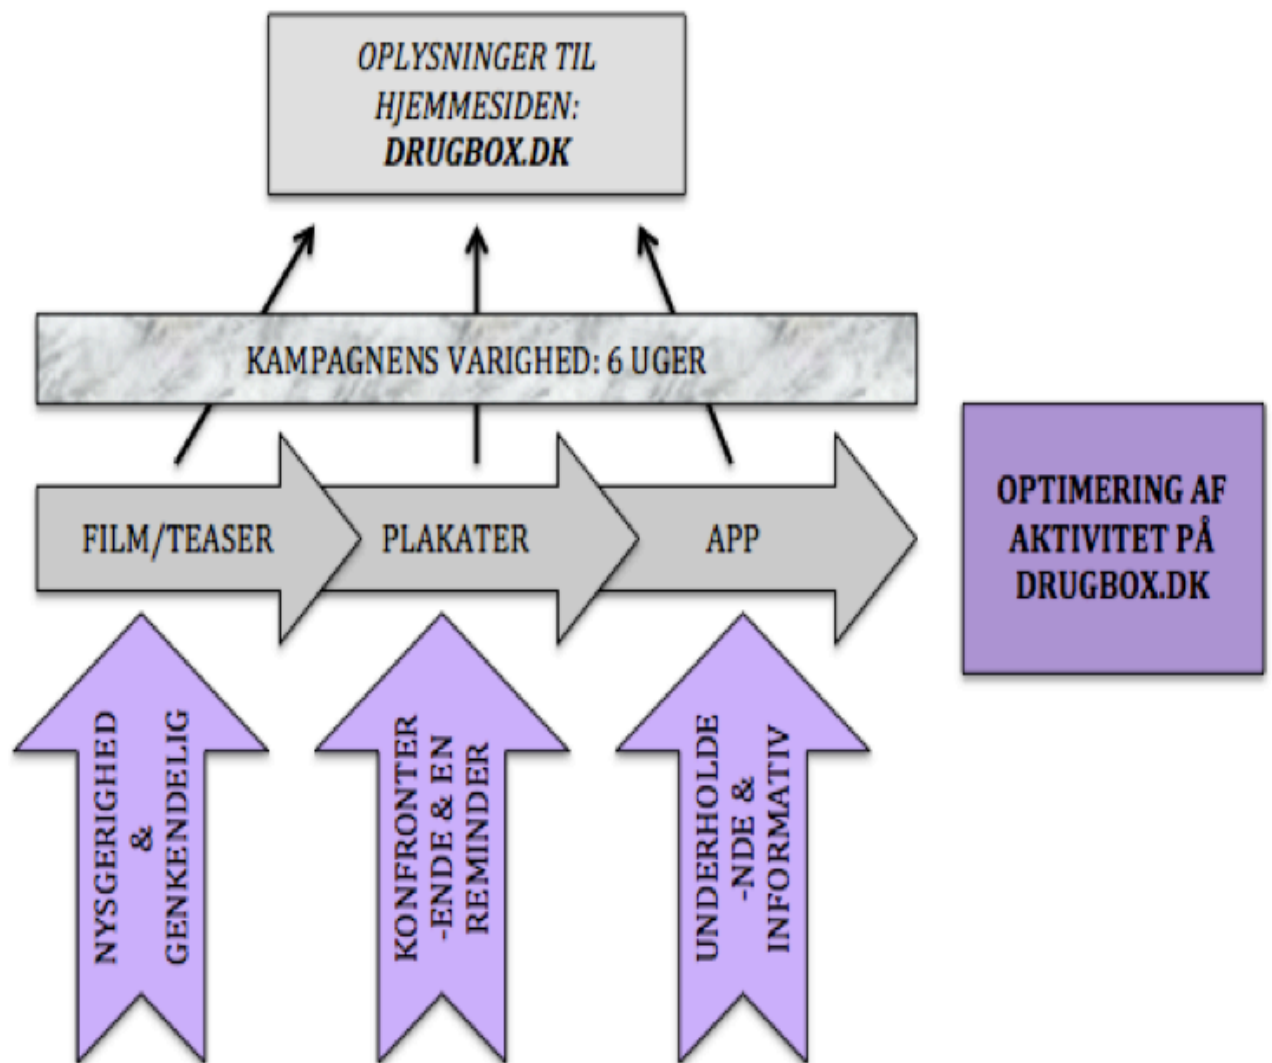 OPLYSNINGER TIL
HJEMMESIDEN:
DRUGBOX.DK
KAMPAGNENS VARIGHED: 6 UGER
FILM/TEASER
PLAKATER
APP
OPTIMERING AF
AKTIVITET PÅ
DRUGBOX.DK
NYSGERIGHED
&
GENKENDELIG
KONFRONTER
-ENDE & EN
REMINDER
UNDERHOLDE
-NDE &
INFORMATIV